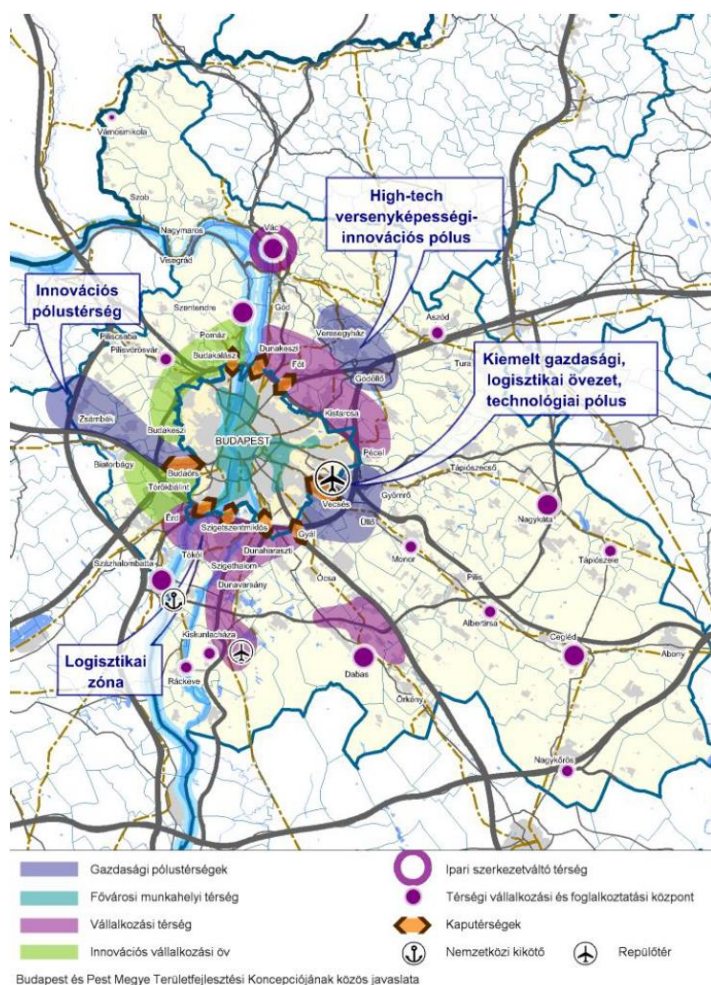 Városmikola
Szob
Nagymaros
Visegrád
Vác
High-tech
versenyképességi-
innovációs pólus
Innovációs
pólustérség
Szentendre
Göd
Aszód
Veresegyház
Piliscsaba
Pilisvörösvár
Pomáz
Budakalász
Dunakeszi
Fót
Gödöllő
Tura
Kiemelt gazdasági,
logisztikai övezet,
technológiai pólus
Kistarcsa
Zsámbék
Budakeszi
BUDAPEST
Pécel
Biatorbágy
Budaörs
Törökbálint
Tápiószecső
Gyömrő
Vecsés
Üllő
Nagykáta
Érd
Szigetszentmiklós
Gyál
Monor
Tápiószele
Százhalombatta
Tököl
Dunaharaszti
Szigethalom
Dunavarsány
Ócsa
Pilis
Albertirsa
Cegléd
Abony
Kiskunlacháza
Logisztikai
zóna
Ráckeve
Dabas
Örkény
Nagykőrös
Gazdasági pólustérségek
Fővárosi munkahelyi térség
Vállalkozási térség
Innovációs vállalkozási öv
Ipari szerkezetváltó térség
Térségi vállalkozási és foglalkoztatási központ
Kaputérségek
Nemzetközi kikötő
Repülőtér
Budapest és Pest Megye Területfejlesztési Koncepciójának közös javaslata